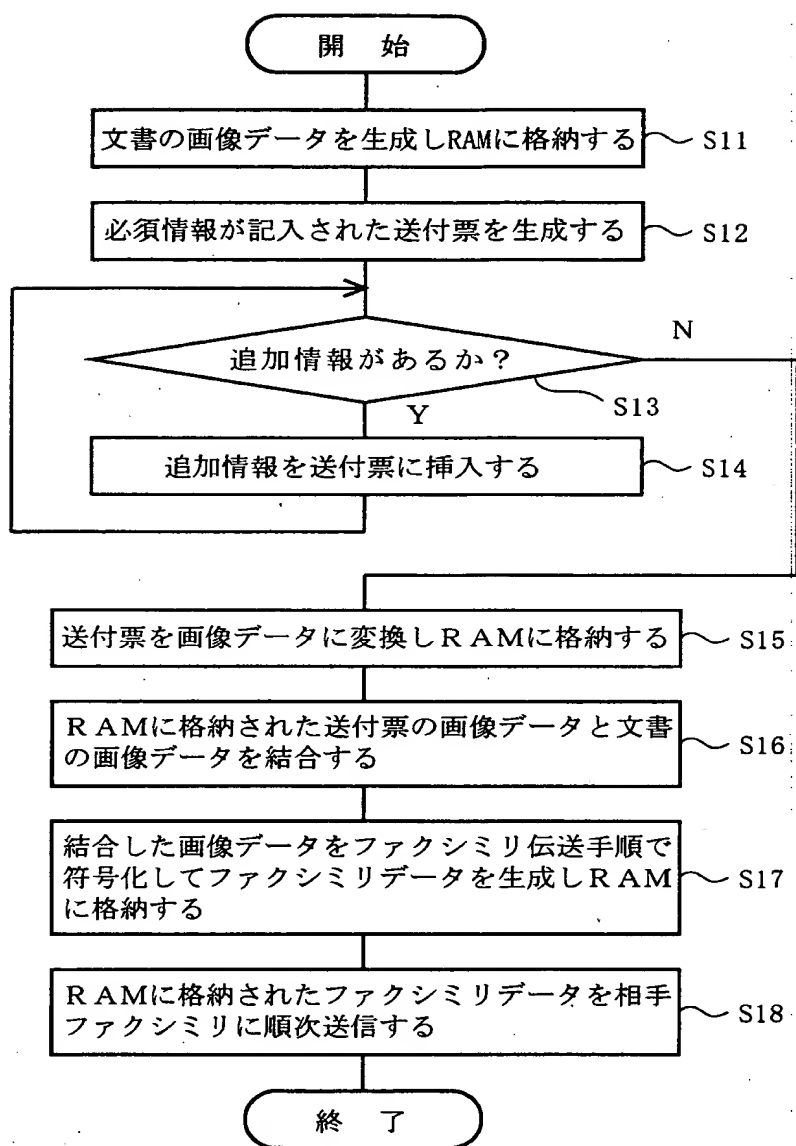 開 始
文書の画像データを生成しRAMに格納する
S11
必須情報が記入された送付票を生成する
S12
追加情報があるか?
N
S13
Y
追加情報を送付票に挿入する
S14
送付票を画像データに変換しRAMに格納する
S15
RAMに格納された送付票の画像データと文書
の画像データを結合する
S16
結合した画像データをファクシミリ伝送手順で
符号化してファクシミリデータを生成しRAM
に格納する
S17
RAMに格納されたファクシミリデータを相手
ファクシミリに順次送信する
S18
終 了